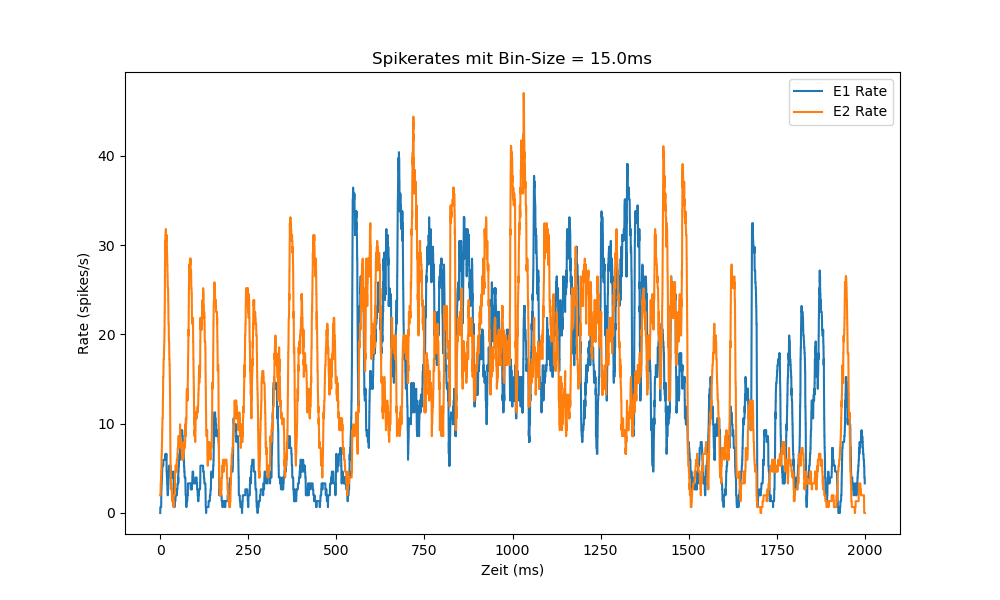 Spikerates mit Bin-Size = 15.0ms
E1 Rate
E2 Rate
Rate (spikes/s)
40
30
20
10
0
0 250 500 750 1000 1250 1500 1750 2000
Zeit (ms)